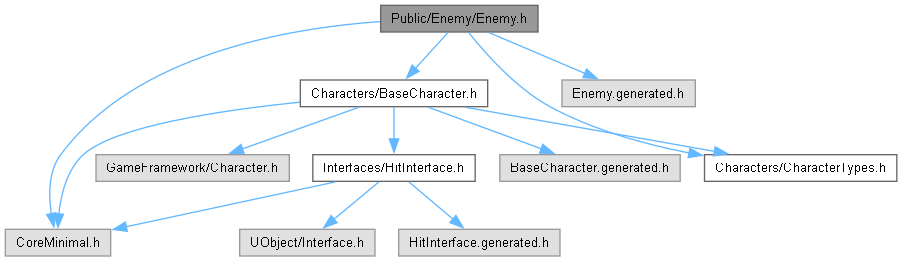 Public/Enemy/Enemy.h
Characters/BaseCharacter.h
Enemy.generated.h
GameFramework/Character.h
Interfaces/HitInterface.h
BaseCharacter.generated.h
Characters/CharacterTypes.h
CoreMinimal.h
UObject/Interface.h
HitInterface.generated.h